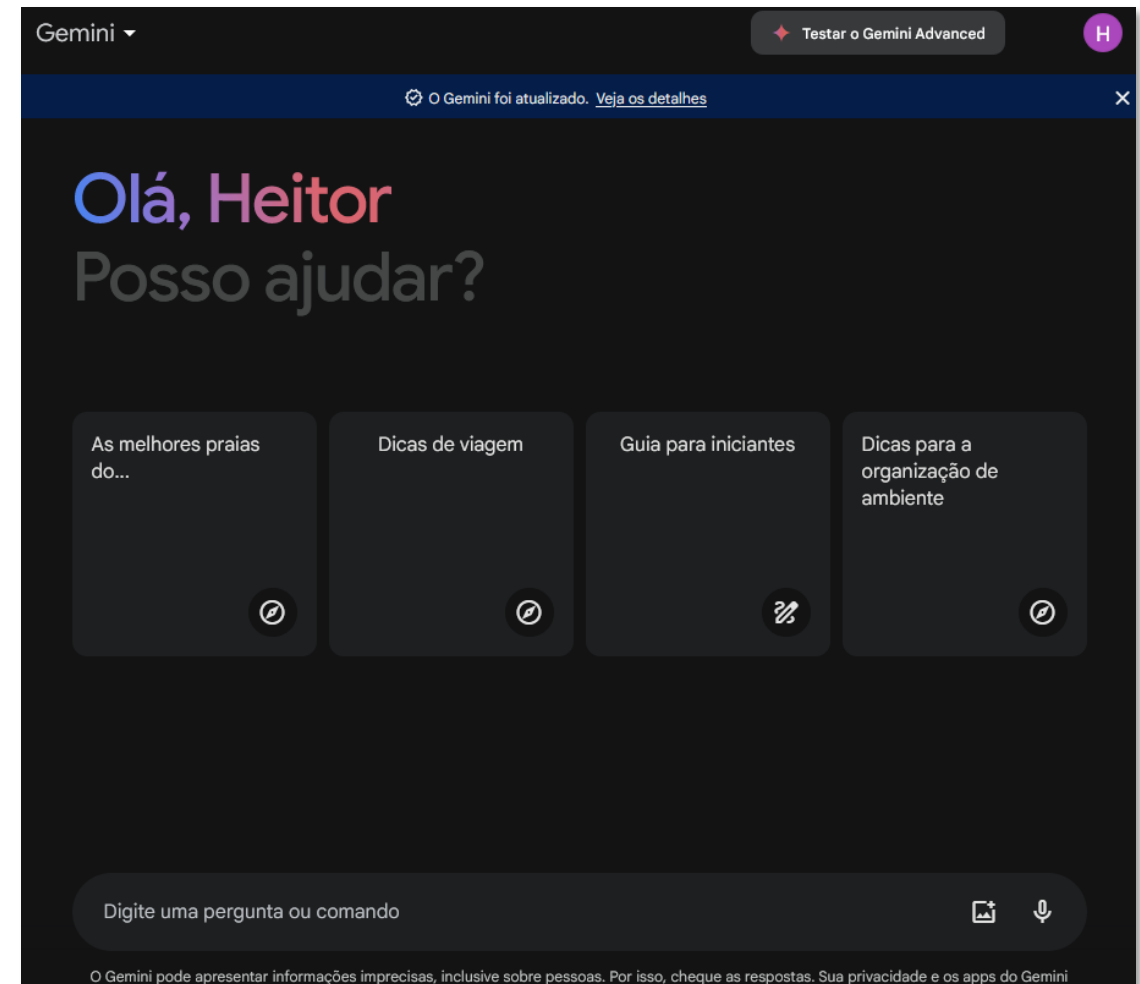 Gemini
Testar o Gemini Advanced
H
O Gemini foi atualizado. Veja os detalhes
Olá, Heitor
Posso ajudar?
As melhores praias
do...
Dicas de viagem
Guia para iniciantes
Dicas para a
organização de
ambiente
Digite uma pergunta ou comando
O Gemini pode apresentar informações imprecisas, inclusive sobre pessoas. Por isso, cheque as respostas. Sua privacidade e os apps do Gemini